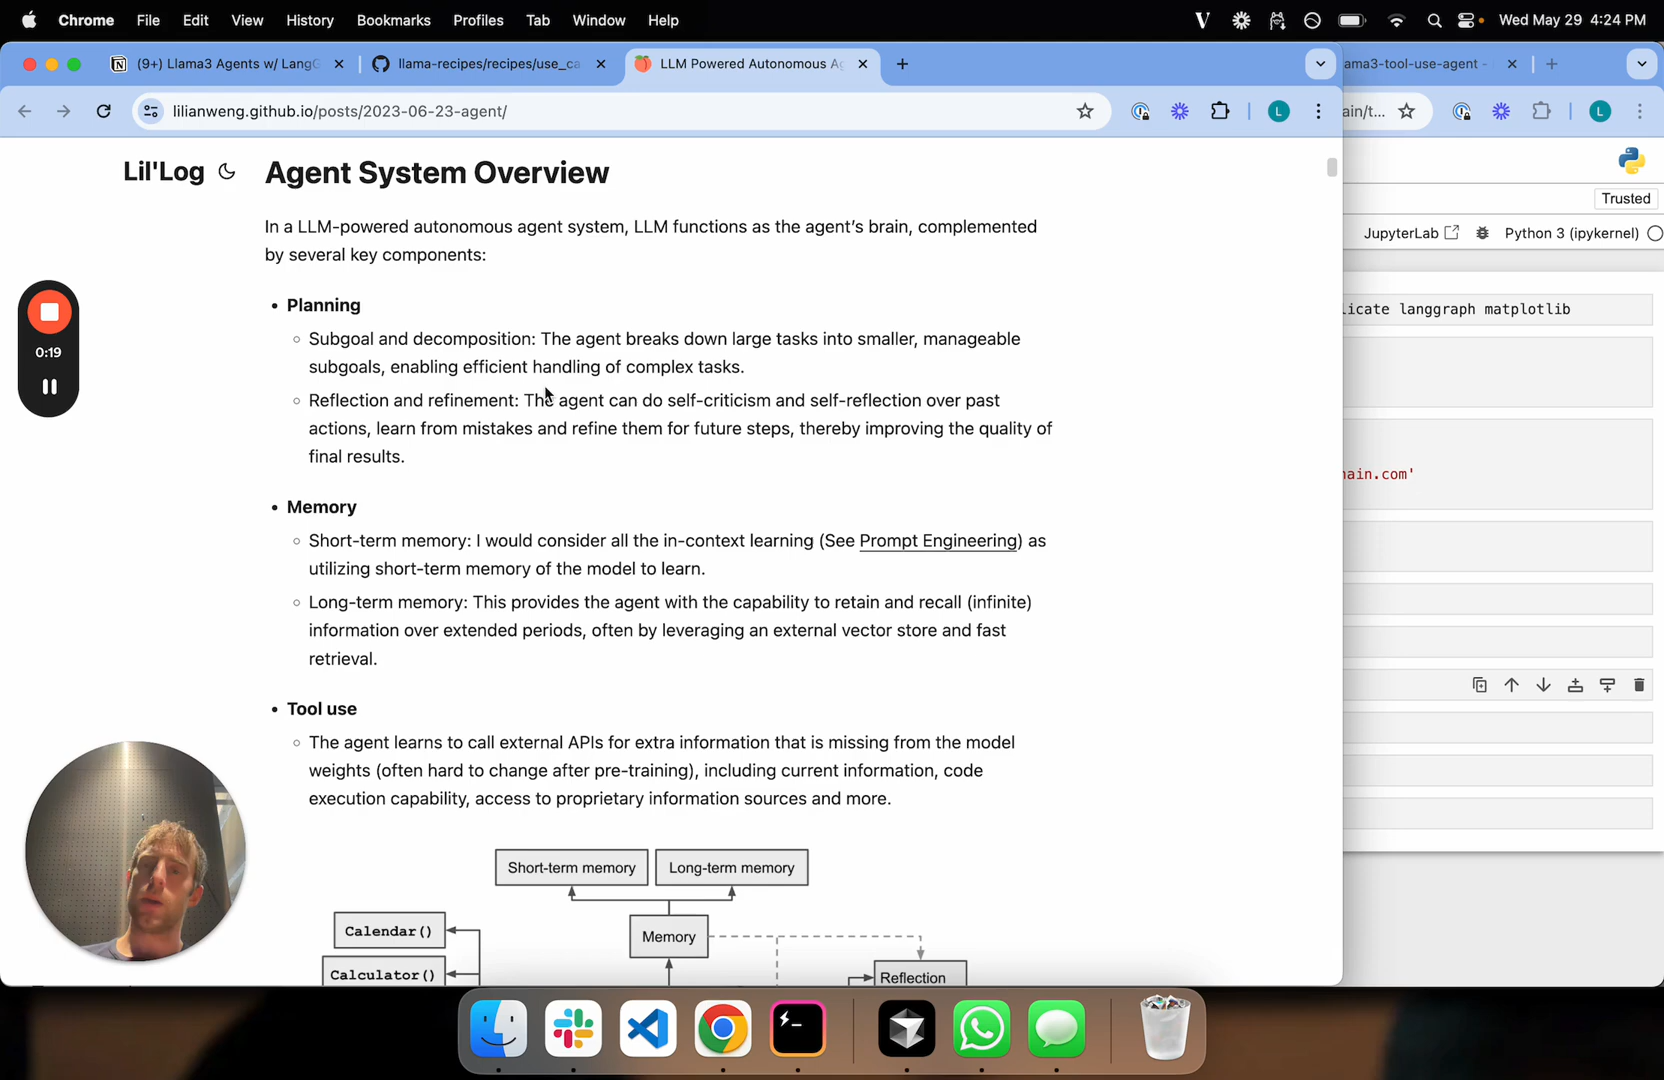 Chrome File Edit View History Bookmarks Profiles Tab Window Help
Wed May 29 4:24 PM
(9+) Llama3 Agents w/ LangG
llama-recipes/recipes/use_ca
LLM Powered Autonomous Ag
ama3-tool-use-agent -
lilianweng.github.io/posts/2023-06-23-agent/
L
ain/t...
L
Lil'Log
Agent System Overview
In a LLM-powered autonomous agent system, LLM functions as the agent's brain, complemented
by several key components:
• Planning
Subgoal and decomposition: The agent breaks down large tasks into smaller, manageable
subgoals, enabling efficient handling of complex tasks.
Reflection and refinement: The agent can do self-criticism and self-reflection over past
actions, learn from mistakes and refine them for future steps, thereby improving the quality of
final results.
• Memory
Short-term memory: I would consider all the in-context learning (See Prompt Engineering) as
utilizing short-term memory of the model to learn.
Long-term memory: This provides the agent with the capability to retain and recall (infinite)
information over extended periods, often by leveraging an external vector store and fast
retrieval.
• Tool use
The agent learns to call external APIs for extra information that is missing from the model
weights (often hard to change after pre-training), including current information, code
execution capability, access to proprietary information sources and more.
Short-term memory
Long-term memory
Calendar()
Memory
Calculator()
Reflection
0:19
Trusted
JupyterLab
Python 3 (ipykernel)
licate langgraph matplotlib
hain.com'